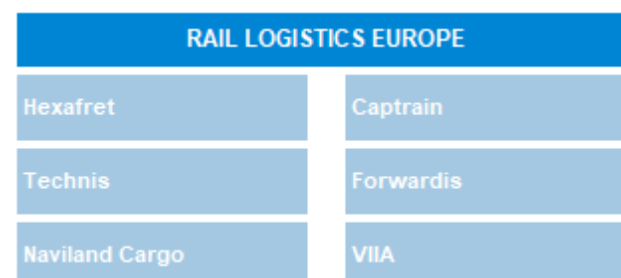 RAIL LOGISTICS EUROPE
Hexafret
Captrain
Technis
Forwardis
Naviland Cargo
VIIA